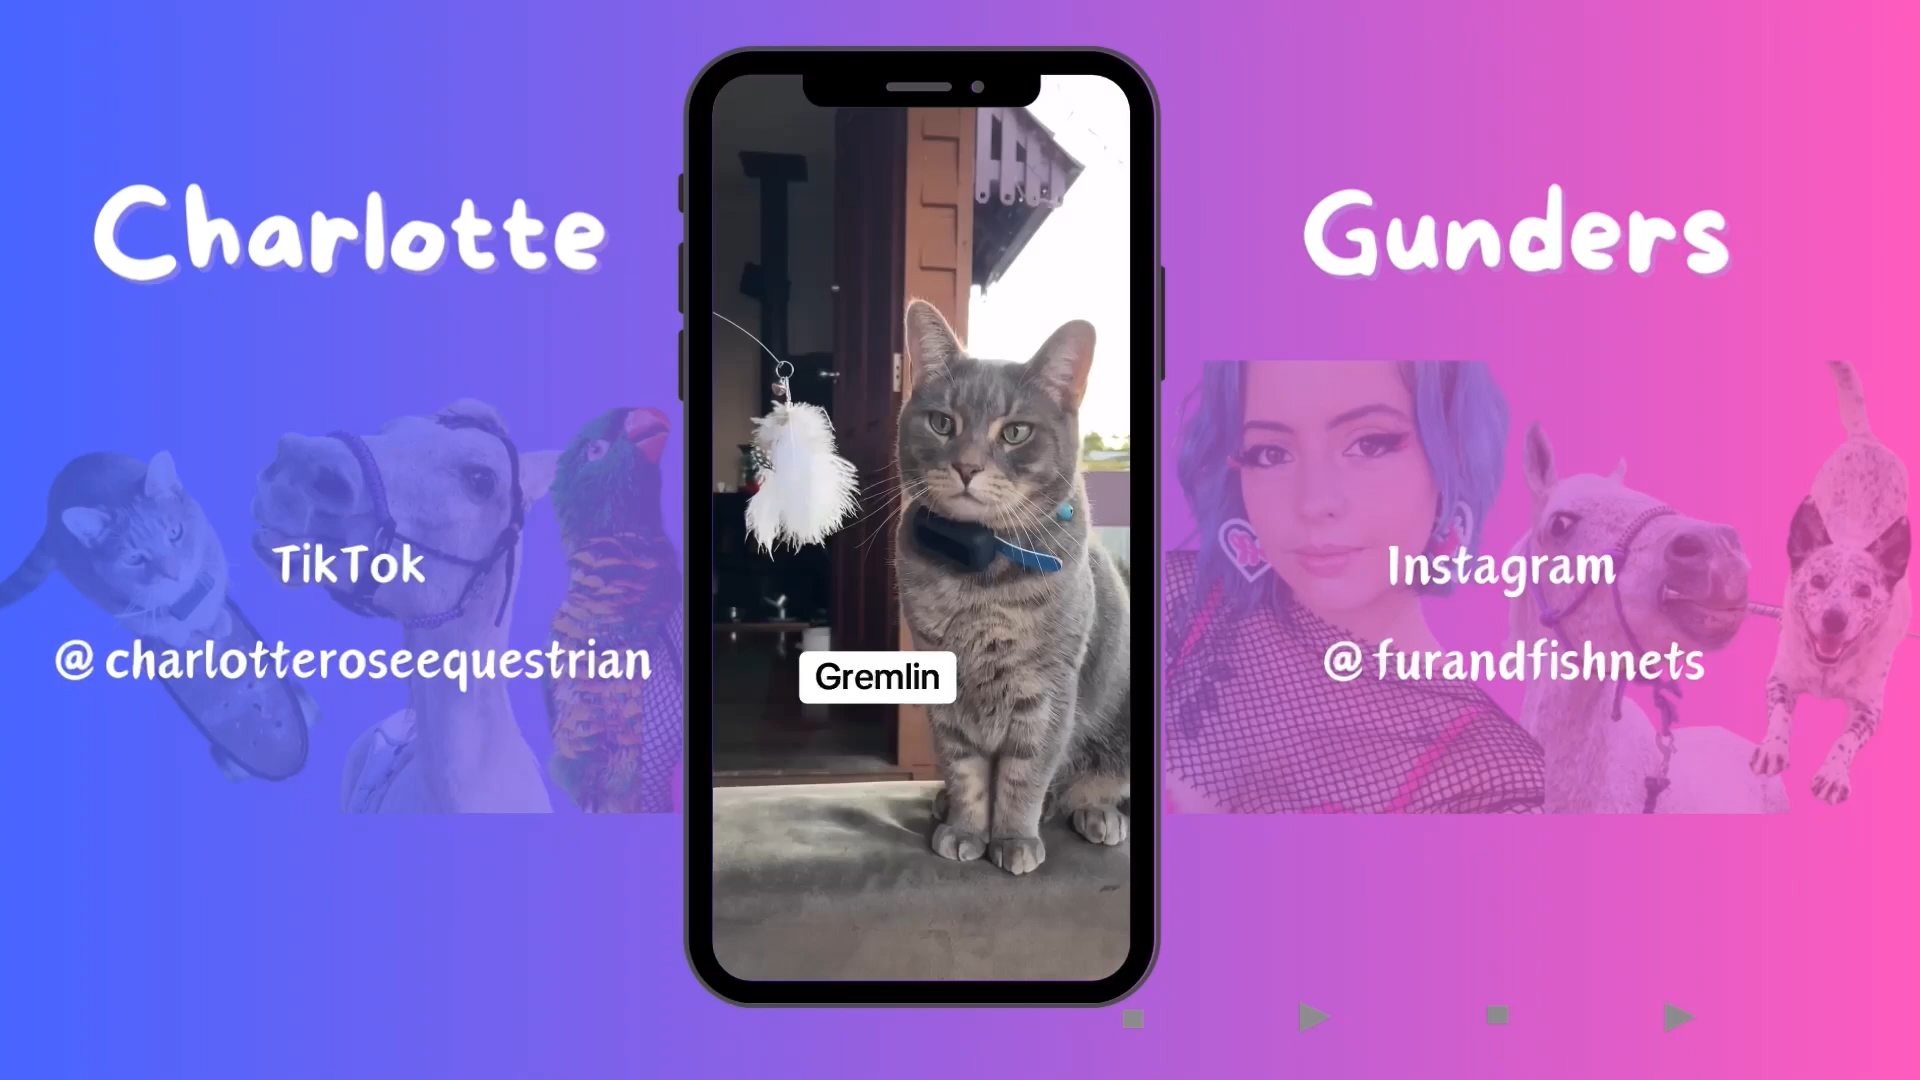 Charlotte
Gunders
TikTok
@charlotteroseequestrian
Gremlin
Instagram
@furandfishnets